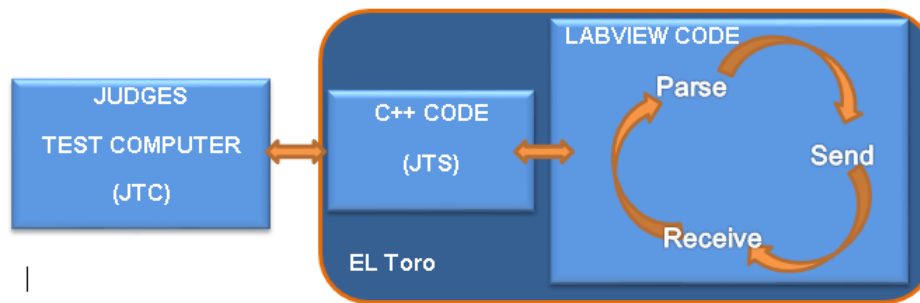 JUDGES
TEST COMPUTER
(JTC)
C++ CODE
(JTS)
EL Toro
LABVIEW CODE
Parse
Send
Receive